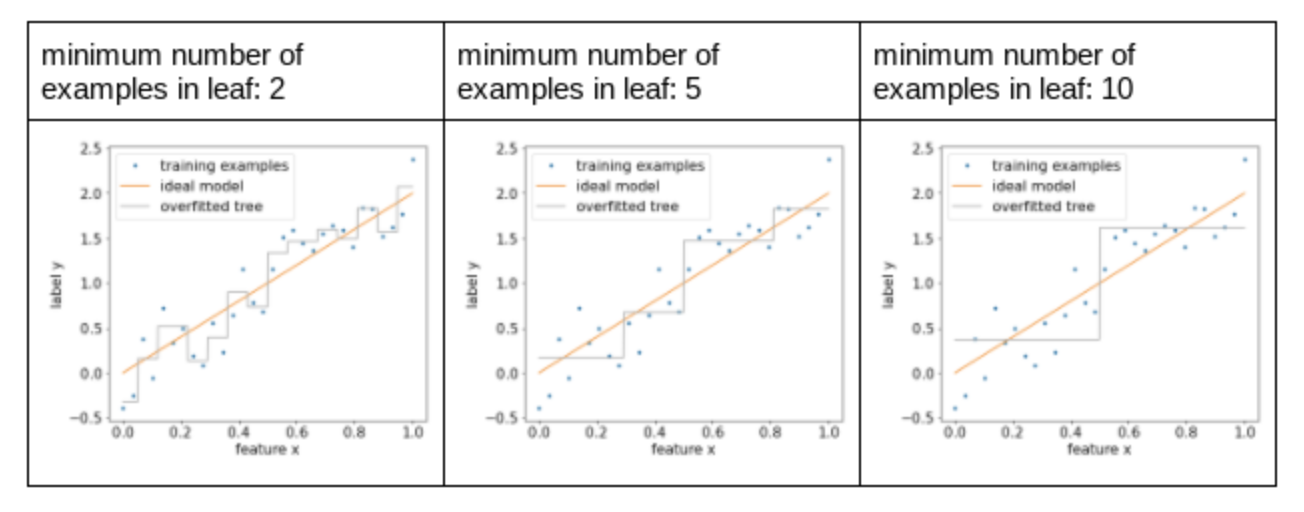 minimum number of
examples in leaf: 2
minimum number of
examples in leaf: 5
minimum number of
examples in leaf: 10
2.5
2.0
1.5
1.0
0.5
0.0
−0.5
label y
training examples
ideal model
overfitted tree
0.0 0.2 0.4 0.6 0.8 1.0
feature x
2.5
2.0
1.5
1.0
0.5
0.0
−0.5
label y
training examples
ideal model
overfitted tree
0.0 0.2 0.4 0.6 0.8 1.0
feature x
2.5
2.0
1.5
1.0
0.5
0.0
−0.5
label y
training examples
ideal model
overfitted tree
0.0 0.2 0.4 0.6 0.8 1.0
feature x